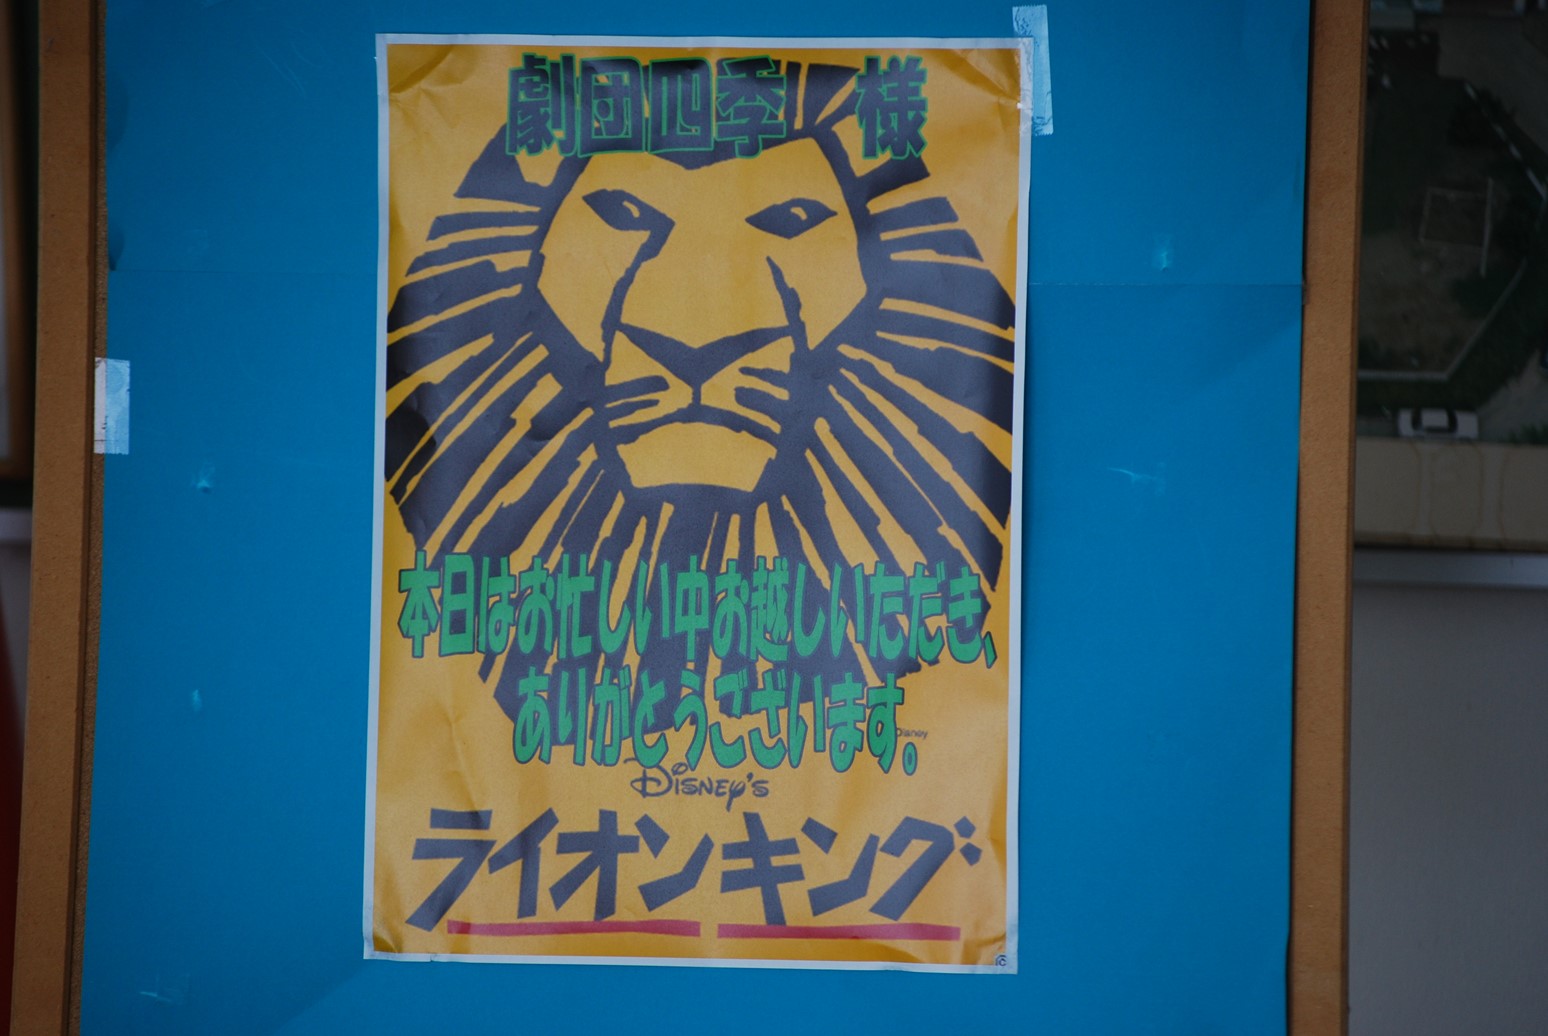 劇団四季 様
本日はお忙しい中お越しいただき、
ありがとうございます。
Disney
DISNEY'S
ライオンキング